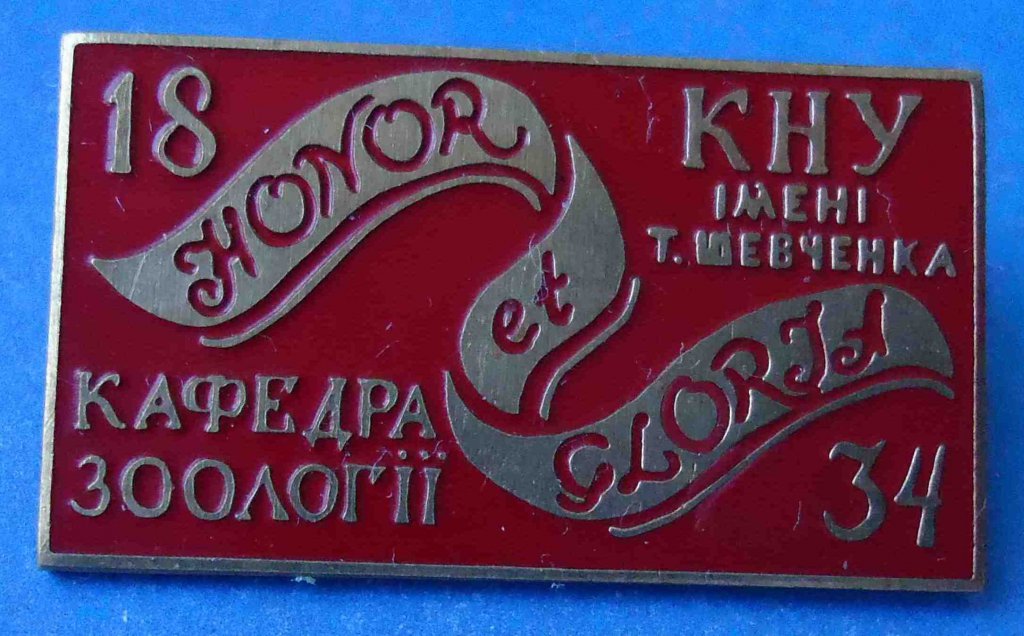 18
HONOR
et
GLORIA
КНУ
ІМЕНІ
Т. ШЕВЧЕНКА
КАФЕДРА
ЗООЛОГІЇ
34